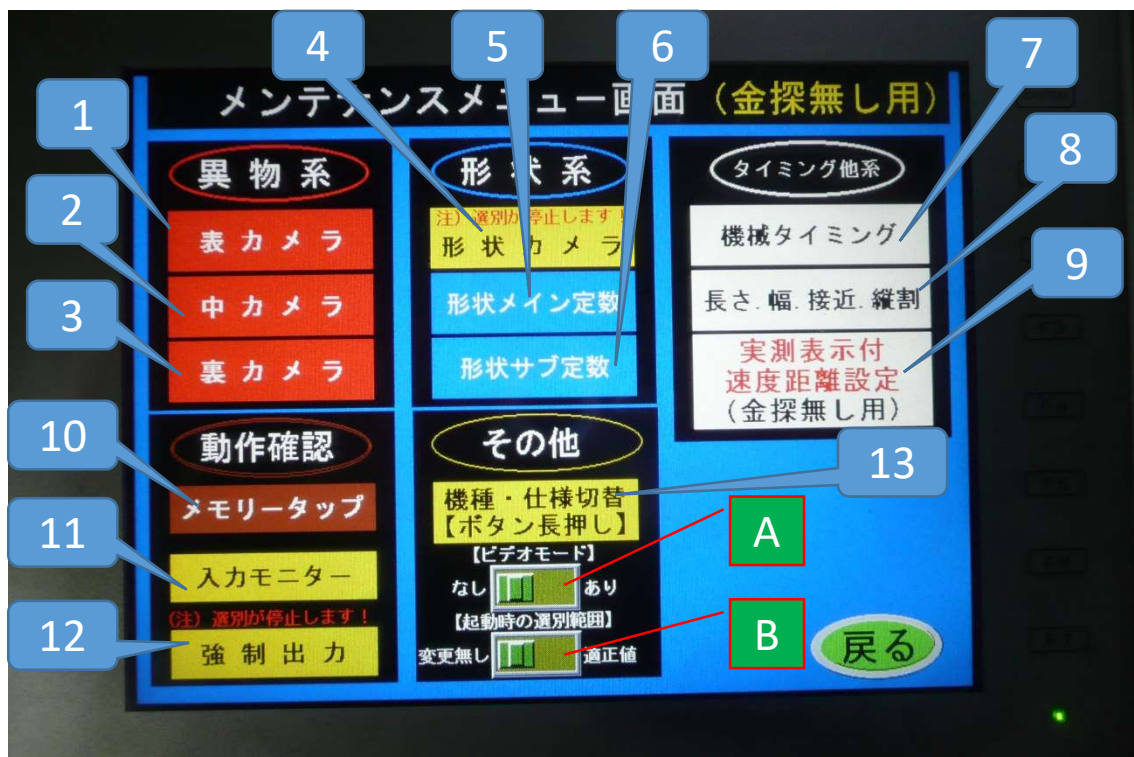 4
5
6
7
1
メンテナンスメニュー画面 (金探無し用)
8
異物系
形状系
タイミング他系
2
表カメラ
注) 選別が停止します!
形状カメラ
機械タイミング
9
中カメラ
形状メイン定数
長さ.幅.接近.縦割
3
裏カメラ
形状サブ定数
実測表示付
速度距離設定
(金探無し用)
10
動作確認
その他
13
メモリータップ
機種・仕様切替
【ボタン長押し】
A
11
入力モニター
【ビデオモード】
なし
あり
(注) 選別が停止します!
【起動時の選別範囲】
12
強制出力
変更無し
適正値
B
戻る